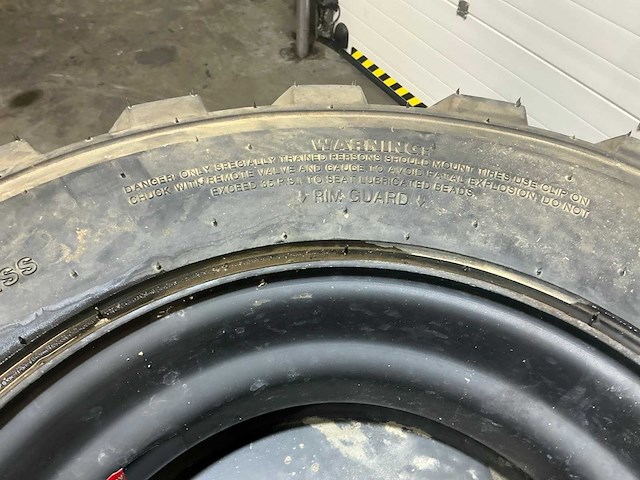 WARNING!
DANGER! ONLY SPECIALLY TRAINED PERSONS SHOULD MOUNT TIRES! USE CLIP ON
CHUCK WITH REMOTE VALVE AND GAUGE TO AVOID FATAL EXPLOSION, DO NOT
EXCEED 35 P.S.I. TO SEAT LUBRICATED BEADS.
RIM GUARD
SS